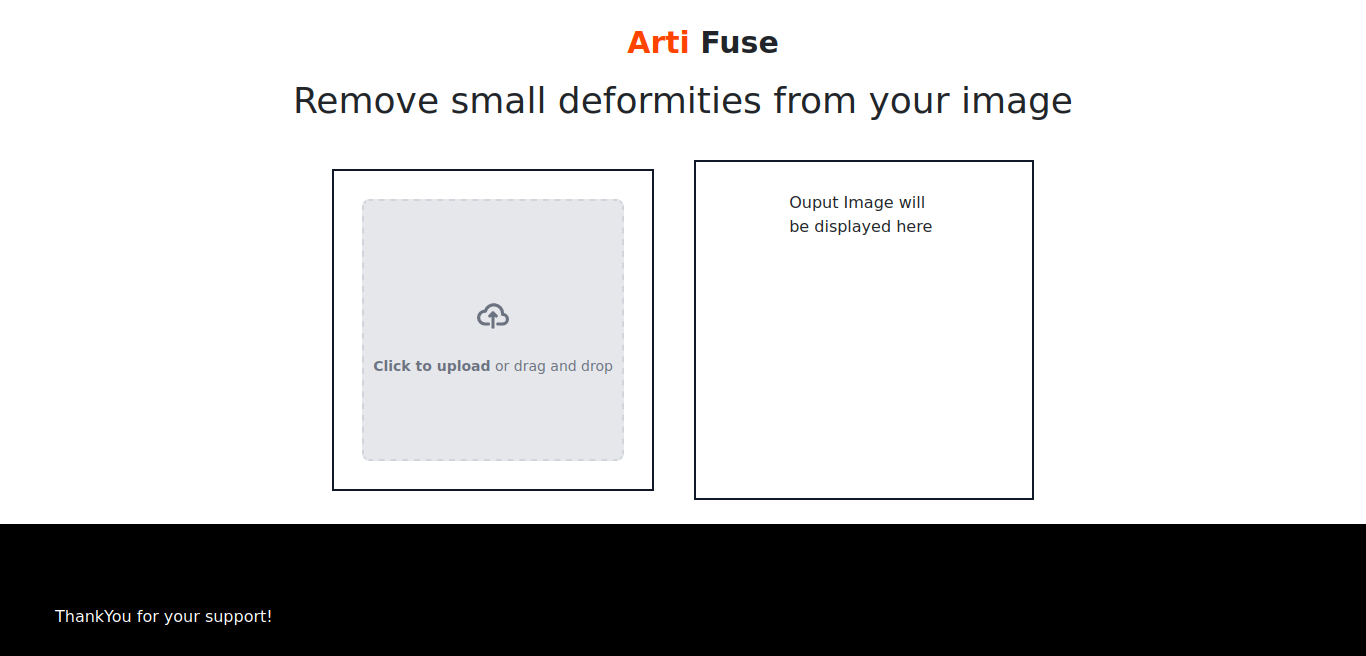 Arti Fuse
Remove small deformities from your image
Click to upload or drag and drop
Ouput Image will
be displayed here
ThankYou for your support!